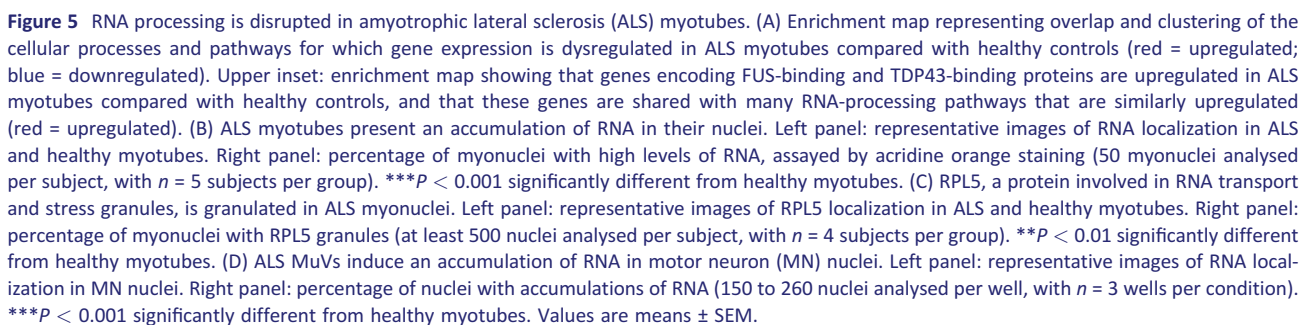 Figure 5 RNA processing is disrupted in amyotrophic lateral sclerosis (ALS) myotubes. (A) Enrichment map representing overlap and clustering of the
cellular processes and pathways for which gene expression is dysregulated in ALS myotubes compared with healthy controls (red = upregulated;
blue = downregulated). Upper inset: enrichment map showing that genes encoding FUS-binding and TDP43-binding proteins are upregulated in ALS
myotubes compared with healthy controls, and that these genes are shared with many RNA-processing pathways that are similarly upregulated
(red = upregulated). (B) ALS myotubes present an accumulation of RNA in their nuclei. Left panel: representative images of RNA localization in ALS
and healthy myotubes. Right panel: percentage of myonuclei with high levels of RNA, assayed by acridine orange staining (50 myonuclei analysed
per subject, with n = 5 subjects per group). ***P < 0.001 significantly different from healthy myotubes. (C) RPL5, a protein involved in RNA transport
and stress granules, is granulated in ALS myonuclei. Left panel: representative images of RPL5 localization in ALS and healthy myotubes. Right panel:
percentage of myonuclei with RPL5 granules (at least 500 nuclei analysed per subject, with n = 4 subjects per group). **P < 0.01 significantly different
from healthy myotubes. (D) ALS MuVs induce an accumulation of RNA in motor neuron (MN) nuclei. Left panel: representative images of RNA local-
ization in MN nuclei. Right panel: percentage of nuclei with accumulations of RNA (150 to 260 nuclei analysed per well, with n = 3 wells per condition).
***P < 0.001 significantly different from healthy myotubes. Values are means ± SEM.